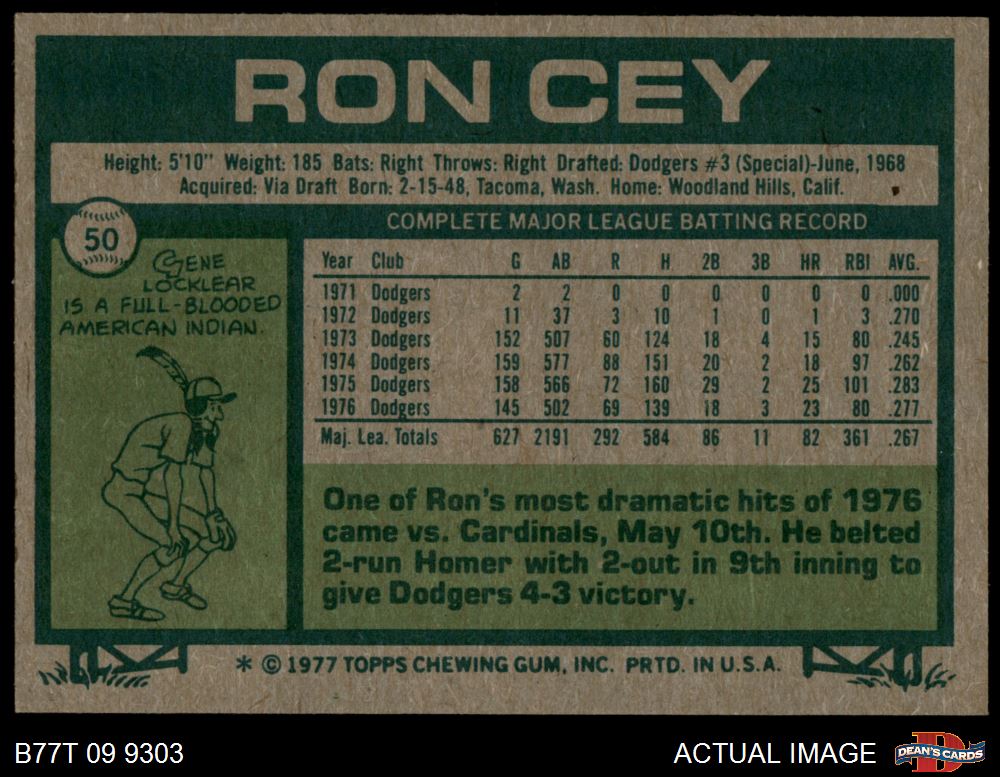 RON CEY
Height: 5'10" Weight: 185 Bats: Right Throws: Right Drafted: Dodgers #3 (Special)-June, 1968
Acquired: Via Draft Born: 2-15-48, Tacoma, Wash. Home: Woodland Hills, Calif.
50
GENE
LOCKLEAR
IS A FULL-BLOODED
AMERICAN INDIAN.
COMPLETE MAJOR LEAGUE BATTING RECORD
Year Club G AB R H 2B 3B HR RBI AVG.
1971 Dodgers 2 2 0 0 0 0 0 0 .000
1972 Dodgers 11 37 3 10 1 0 1 3 .270
1973 Dodgers 152 507 60 124 18 4 15 80 .245
1974 Dodgers 159 577 88 151 20 2 18 97 .262
1975 Dodgers 158 566 72 160 29 2 25 101 .283
1976 Dodgers 145 502 69 139 18 3 23 80 .277
Maj. Lea. Totals 627 2191 292 584 86 11 82 361 .267
One of Ron's most dramatic hits of 1976
came vs. Cardinals, May 10th. He belted
2-run Homer with 2-out in 9th inning to
give Dodgers 4-3 victory.
* © 1977 TOPPS CHEWING GUM, INC. PRTD. IN U.S.A.
B77T 09 9303
ACTUAL IMAGE
DEAN'S CARDS